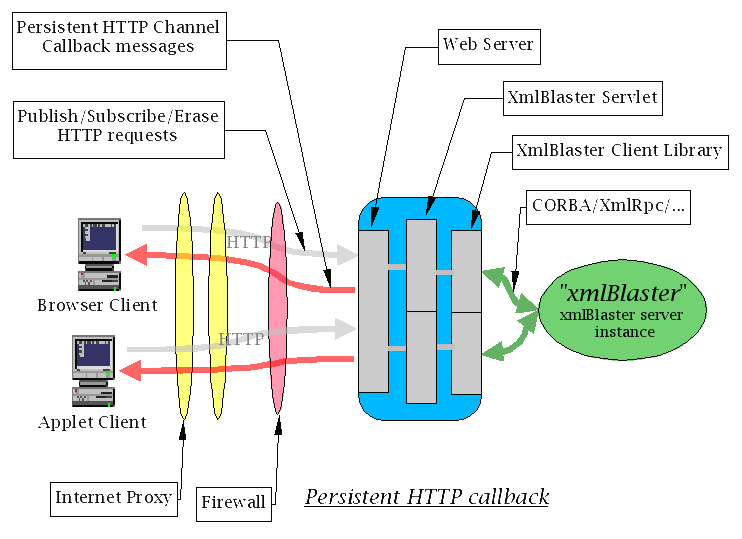 Persistent HTTP Channel
Callback messages
Web Server
XmlBlaster Servlet
Publish/Subscribe/Erase
HTTP requests
XmlBlaster Client Library
CORBA/XmlRpc/...
HTTP
Browser Client
"xmlBlaster"
xmlBlaster server
instance
HTTP
Applet Client
Internet Proxy
Firewall
Persistent HTTP callback